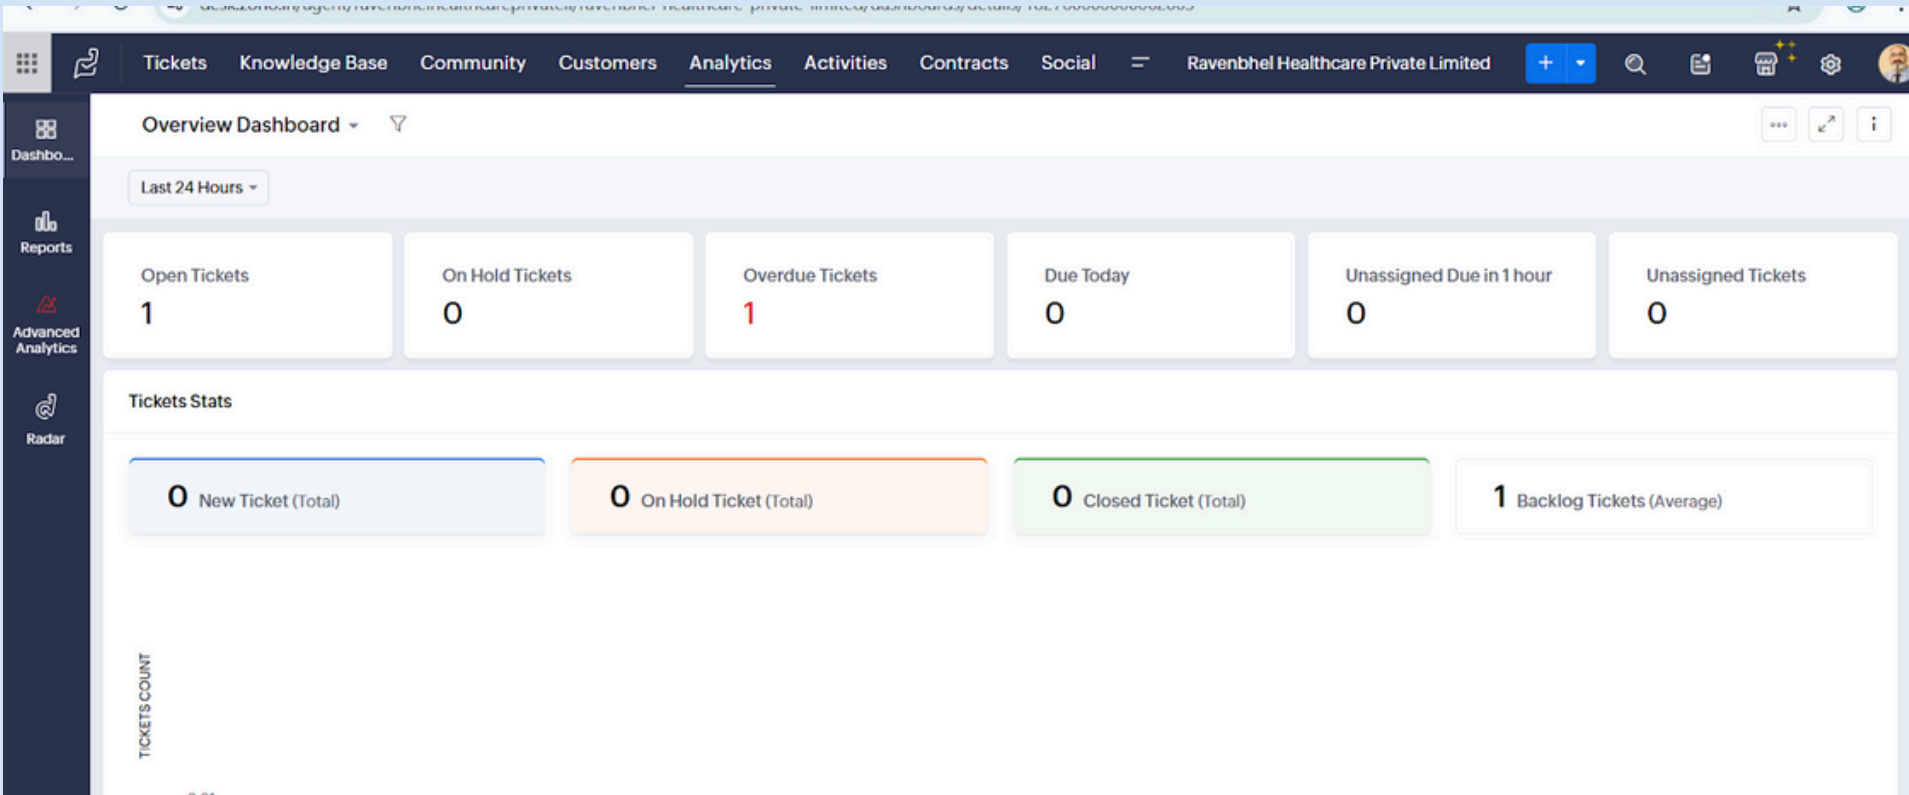 Tickets Knowledge Base Community Customers Analytics Activities Contracts Social Ravenbhel Healthcare Private Limited
Dashbo...
Overview Dashboard
Last 24 Hours
Reports
Advanced
Analytics
Radar
Open Tickets
1
On Hold Tickets
0
Overdue Tickets
1
Due Today
0
Unassigned Due in 1 hour
0
Unassigned Tickets
0
Tickets Stats
0 New Ticket (Total)
0 On Hold Ticket (Total)
0 Closed Ticket (Total)
1 Backlog Tickets (Average)
TICKETS COUNT